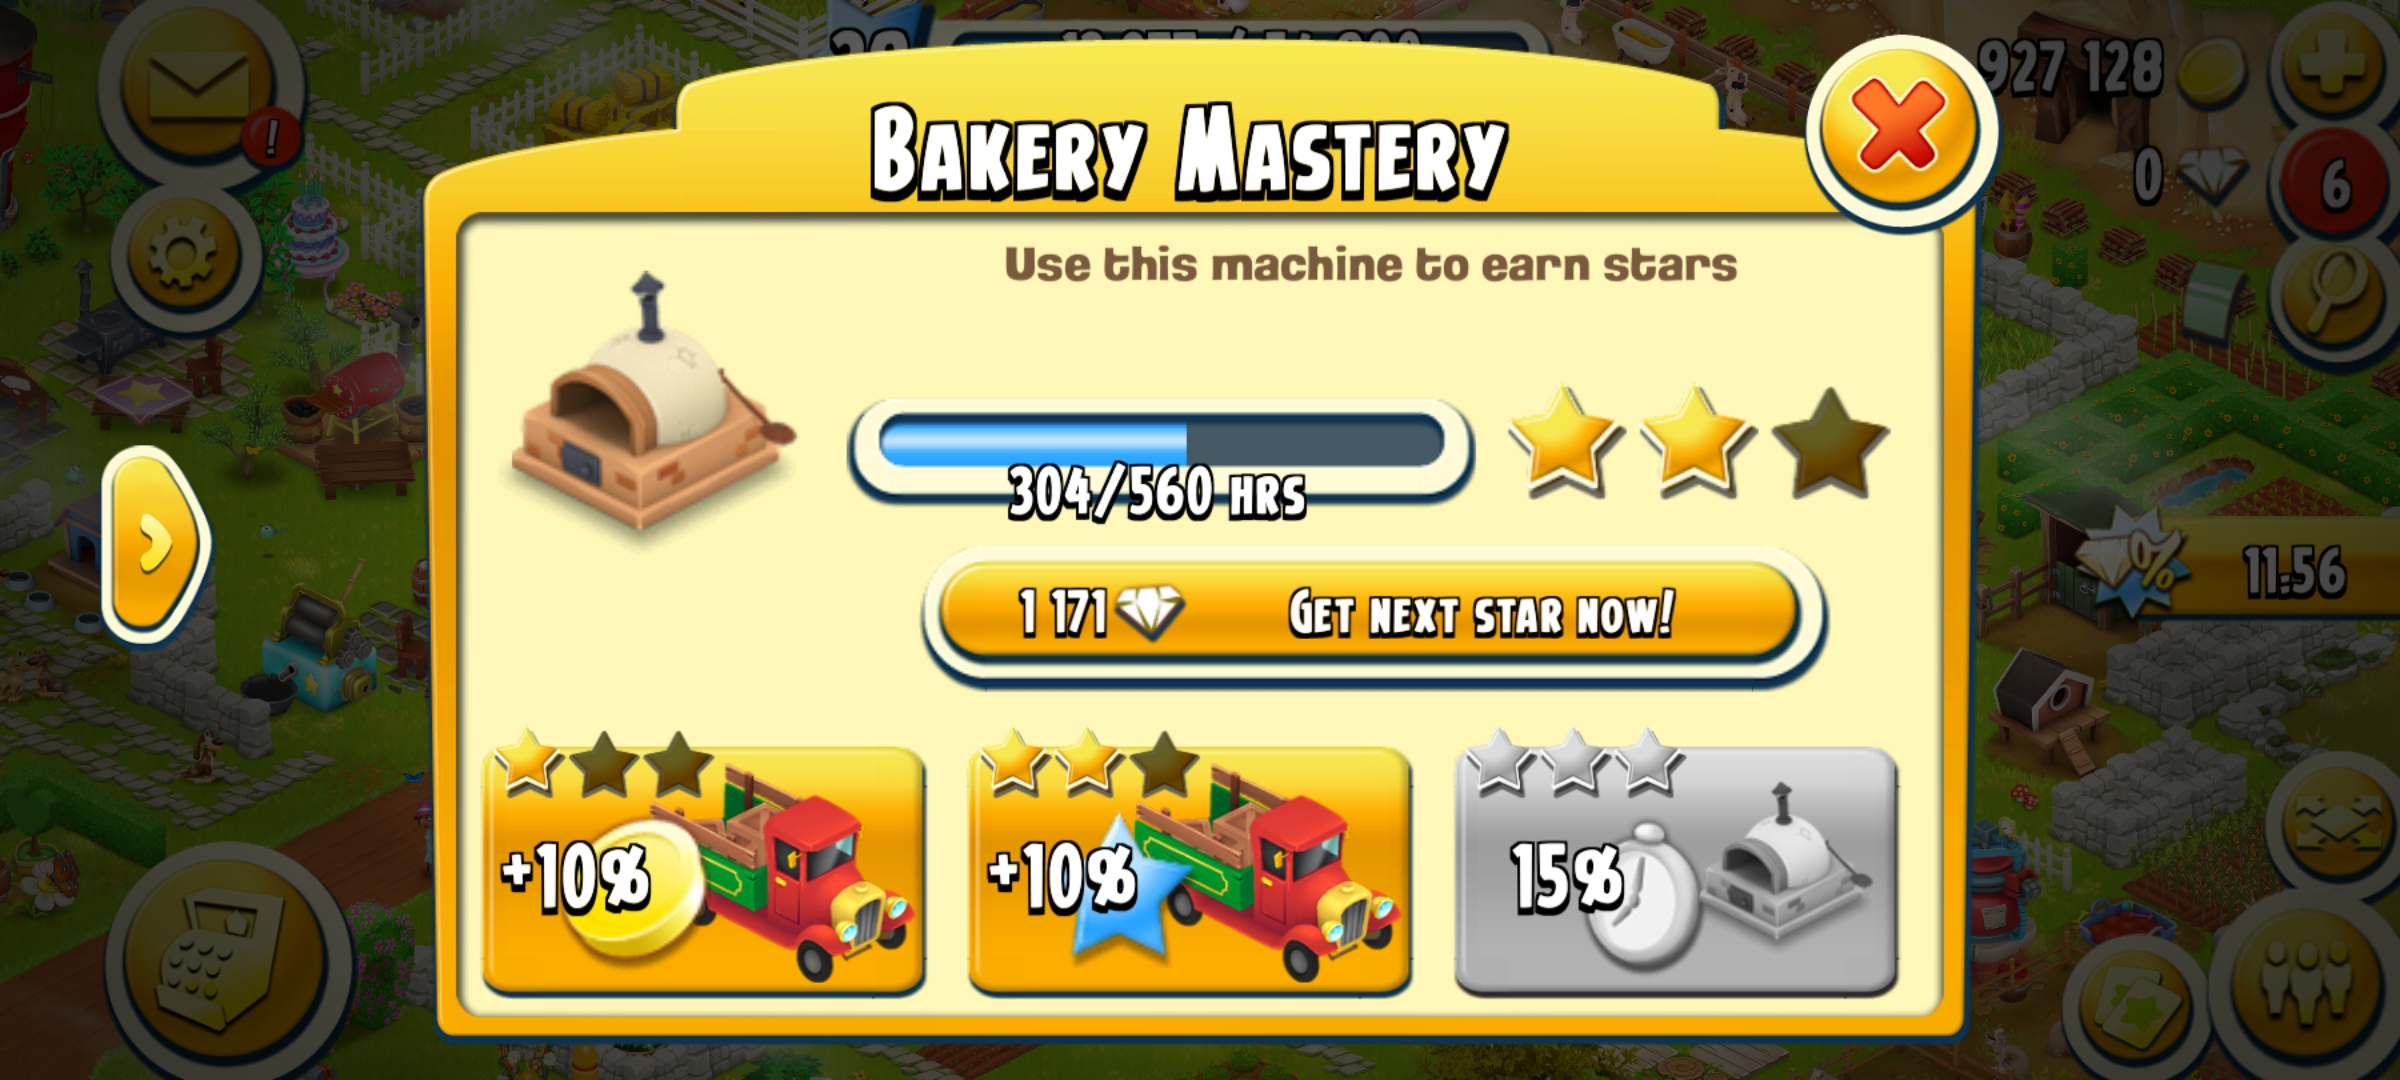 927 128
BAKERY MASTERY
!
0
6
Use this machine to earn stars
304/560 HRS
%
11:56
1 171
GET NEXT STAR NOW!
+10%
+10%
15%